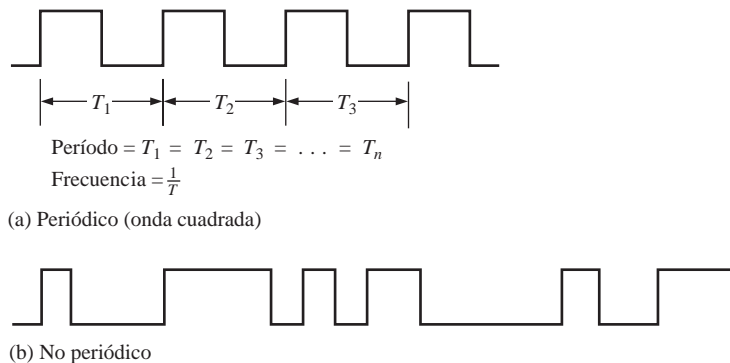 T₁ T₂ T₃
Período = T₁ = T₂ = T₃ = . . . = Tₙ
Frecuencia = 1/T
(a) Periódico (onda cuadrada)
(b) No periódico